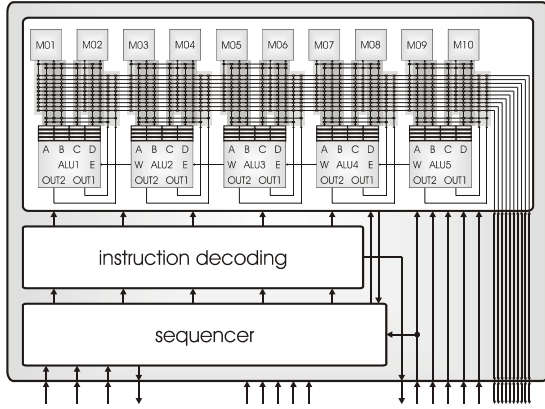 M01 M02 M03 M04 M05 M06 M07 M08 M09 M10
A B C D A B C D A B C D A B C D A B C D
ALU1 E W ALU2 W ALU3 E W ALU4 E W ALU5
OUT2 OUT1 OUT2 OUT1 OUT2 OUT1 OUT2 OUT1 OUT2 OUT1
instruction decoding
sequencer